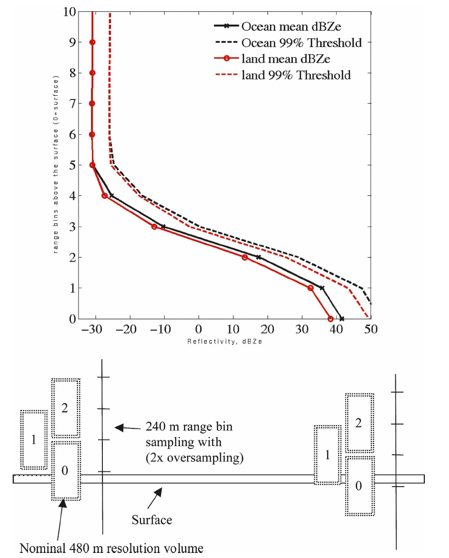 10
9
8
7
6
5
4
3
2
1
0
range bins above the surface (0=surface)
Ocean mean dBZe
Ocean 99% Threshold
land mean dBZe
land 99% Threshold
−30 −20 −10 0 10 20 30 40 50
Reflectivity, dBZe
2
1
0
240 m range bin
sampling with
(2x oversampling)
2
1
0
Surface
Nominal 480 m resolution volume